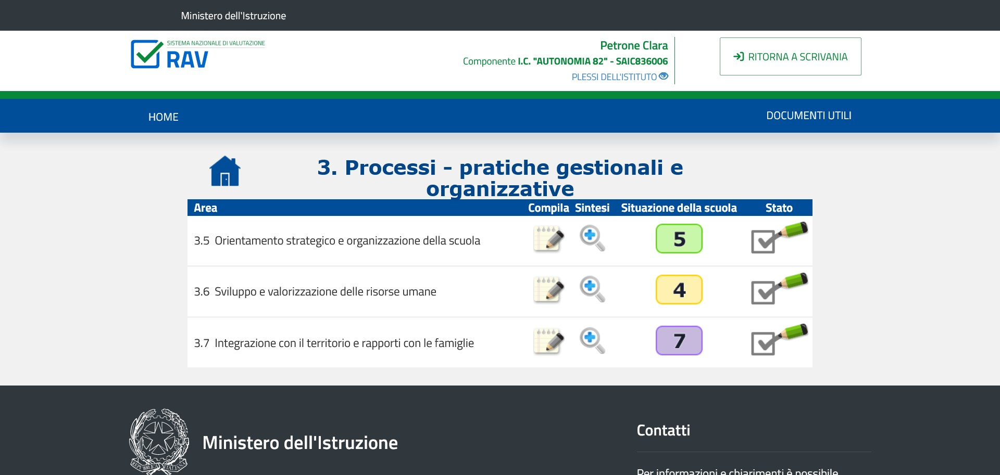 Ministero dell'Istruzione
SISTEMA NAZIONALE DI VALUTAZIONE
RAV
Petrone Clara
Componente I.C. "AUTONOMIA 82" - SAIC836006
PLESSI DELL'ISTITUTO
RITORNA A SCRIVANIA
HOME
DOCUMENTI UTILI
3. Processi – pratiche gestionali e
organizzative
Area Compila Sintesi Situazione della scuola Stato
3.5 Orientamento strategico e organizzazione della scuola 5
3.6 Sviluppo e valorizzazione delle risorse umane 4
3.7 Integrazione con il territorio e rapporti con le famiglie 7
REPVBBLICA ITALIANA
Ministero dell'Istruzione
Contatti
Per informazioni e chiarimenti è possibile